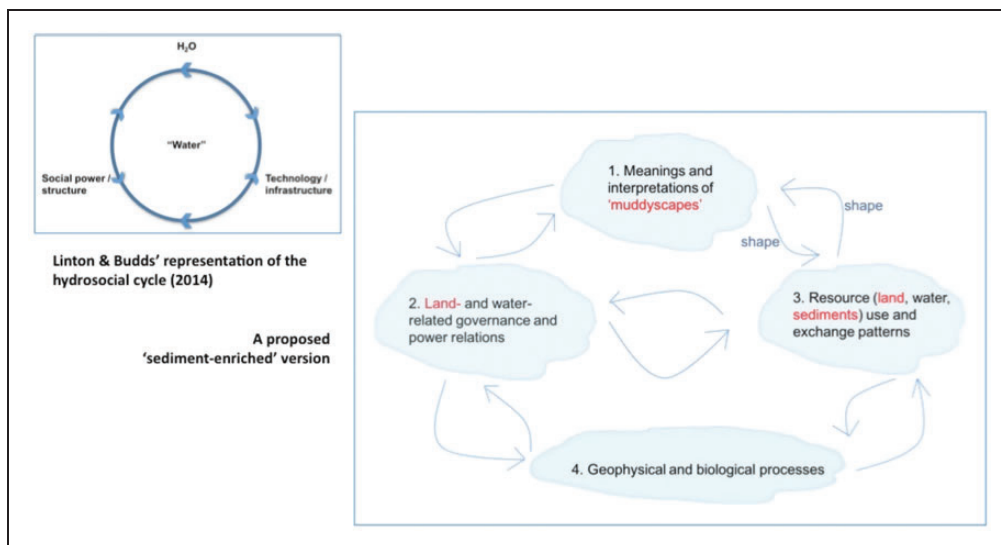 H₂O
“Water”
Social power /
structure
Technology /
infrastructure
Linton & Budds’ representation of the
hydrosocial cycle (2014)
A proposed
‘sediment-enriched’ version
1. Meanings and
interpretations of
‘muddyscapes’
shape
shape
2. Land- and water-
related governance and
power relations
3. Resource (land, water,
sediments) use and
exchange patterns
4. Geophysical and biological processes